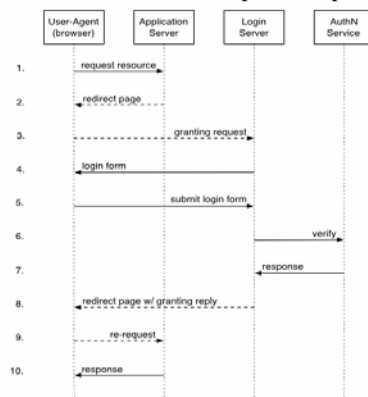 User-Agent (browser)
Application Server
Login Server
AuthN Service
1. request resource
2. redirect page
3. granting request
4. login form
5. submit login form
6. verify
7. response
8. redirect page w/ granting reply
9. re-request
10. response